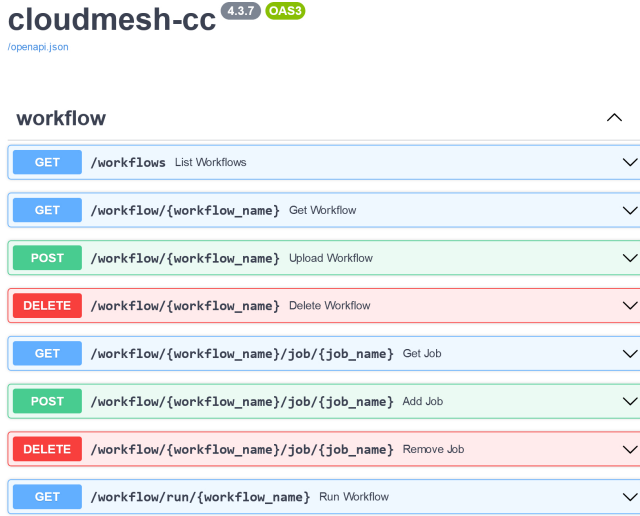 cloudmesh-cc 4.3.7 OAS3
/openapi.json
workflow
GET /workflows List Workflows
GET /workflow/{workflow_name} Get Workflow
POST /workflow/{workflow_name} Upload Workflow
DELETE /workflow/{workflow_name} Delete Workflow
GET /workflow/{workflow_name}/job/{job_name} Get Job
POST /workflow/{workflow_name}/job/{job_name} Add Job
DELETE /workflow/{workflow_name}/job/{job_name} Remove Job
GET /workflow/run/{workflow_name} Run Workflow